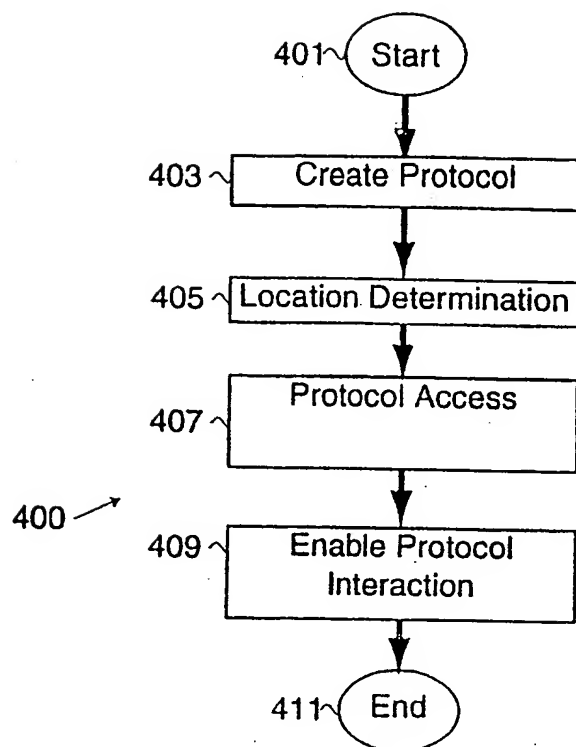 401 Start
403 Create Protocol
405 Location Determination
407 Protocol Access
400
409 Enable Protocol
Interaction
411 End